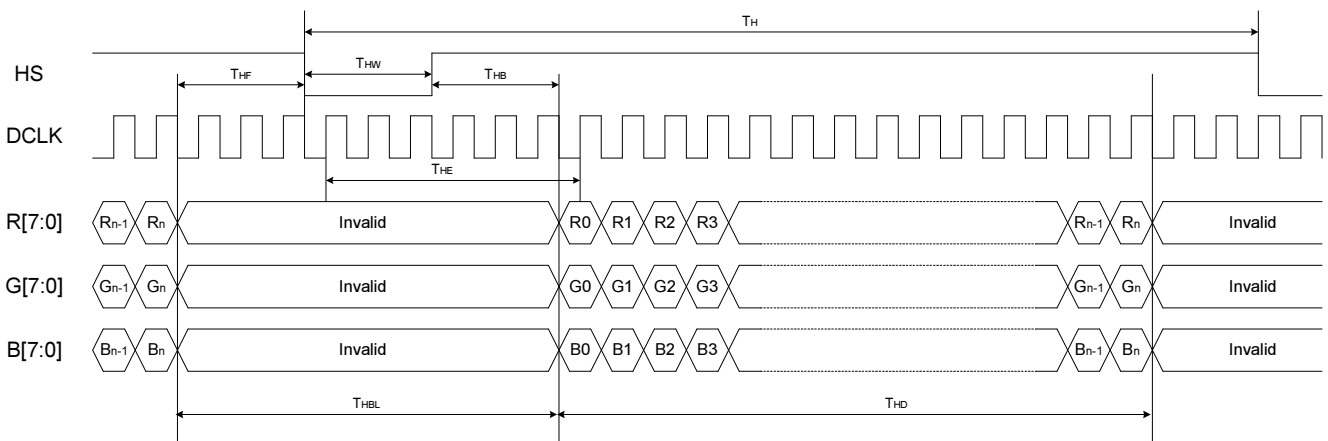 TH
HS
THF
THW
THB
DCLK
THE
R[7:0]
Rn-1
Rn
Invalid
R0
R1
R2
R3
Rn-1
Rn
Invalid
G[7:0]
Gn-1
Gn
Invalid
G0
G1
G2
G3
Gn-1
Gn
Invalid
B[7:0]
Bn-1
Bn
Invalid
B0
B1
B2
B3
Bn-1
Bn
Invalid
THBL
THD